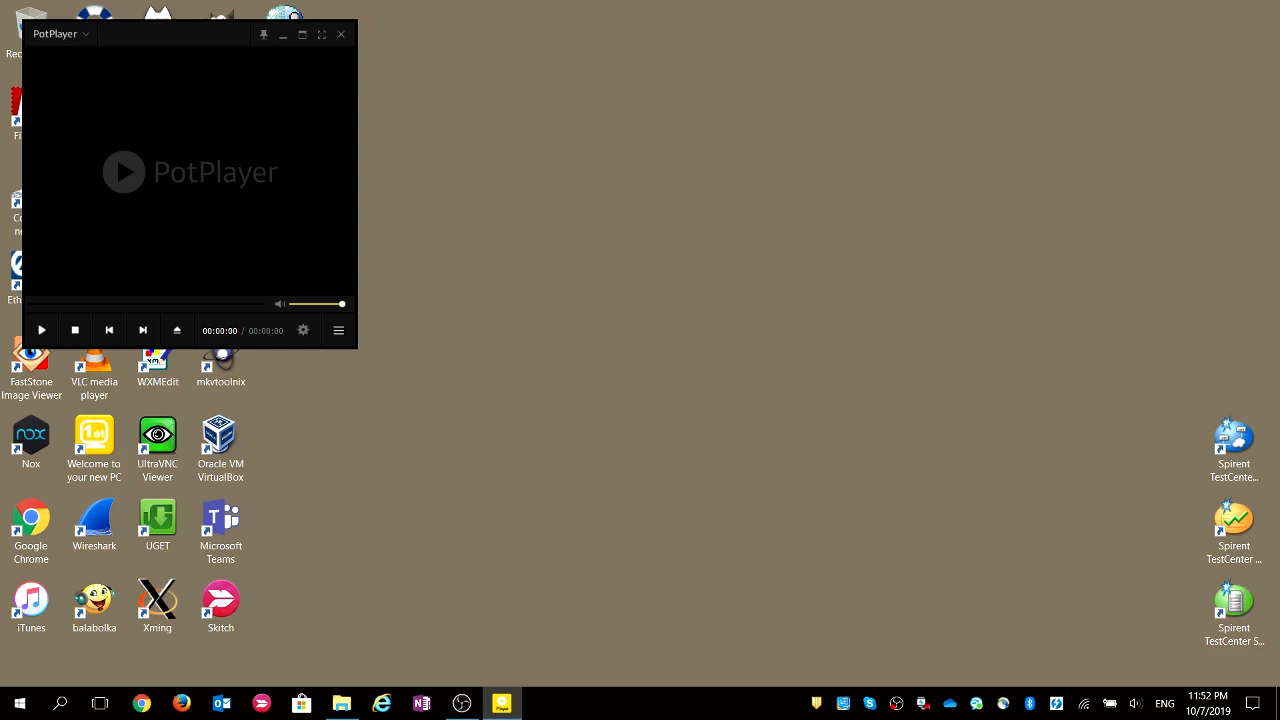 PotPlayer
PotPlayer
00:00:00 / 00:00:00
FastStone
Image Viewer
VLC media
player
WXMEdit
mkvtoolnix
Nox
Welcome to
your new PC
UltraVNC
Viewer
Oracle VM
VirtualBox
Google
Chrome
Wireshark
UGET
Microsoft
Teams
iTunes
balabolka
Xming
Skitch
Spirent
TestCente...
Spirent
TestCenter ...
Spirent
TestCenter S...
ENG
11:52 PM
10/7/2019